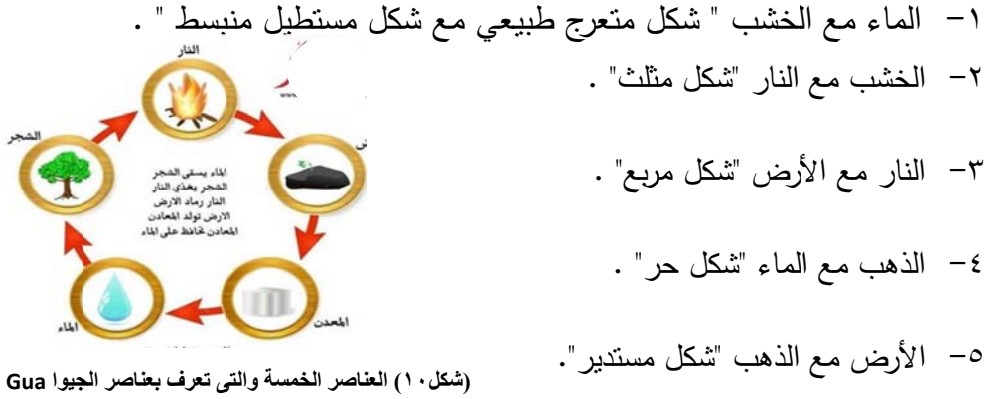 ١- الماء مع الخشب " شكل متعرج طبيعي مع شكل مستطيل منبسط " .
٢- الخشب مع النار "شكل مثلث" .
٣- النار مع الأرض "شكل مربع" .
٤- الذهب مع الماء "شكل حر" .
٥- الأرض مع الذهب "شكل مستدير".
النار
الشجر
الماء يسقى الشجر
الشجر يغذي النار
النار رماد الارض
الارض تولد المعادن
المعادن تحافظ على الماء
المعدن
الماء
(شكل١٠) العناصر الخمسة والتى تعرف بعناصر الجيوا Gua